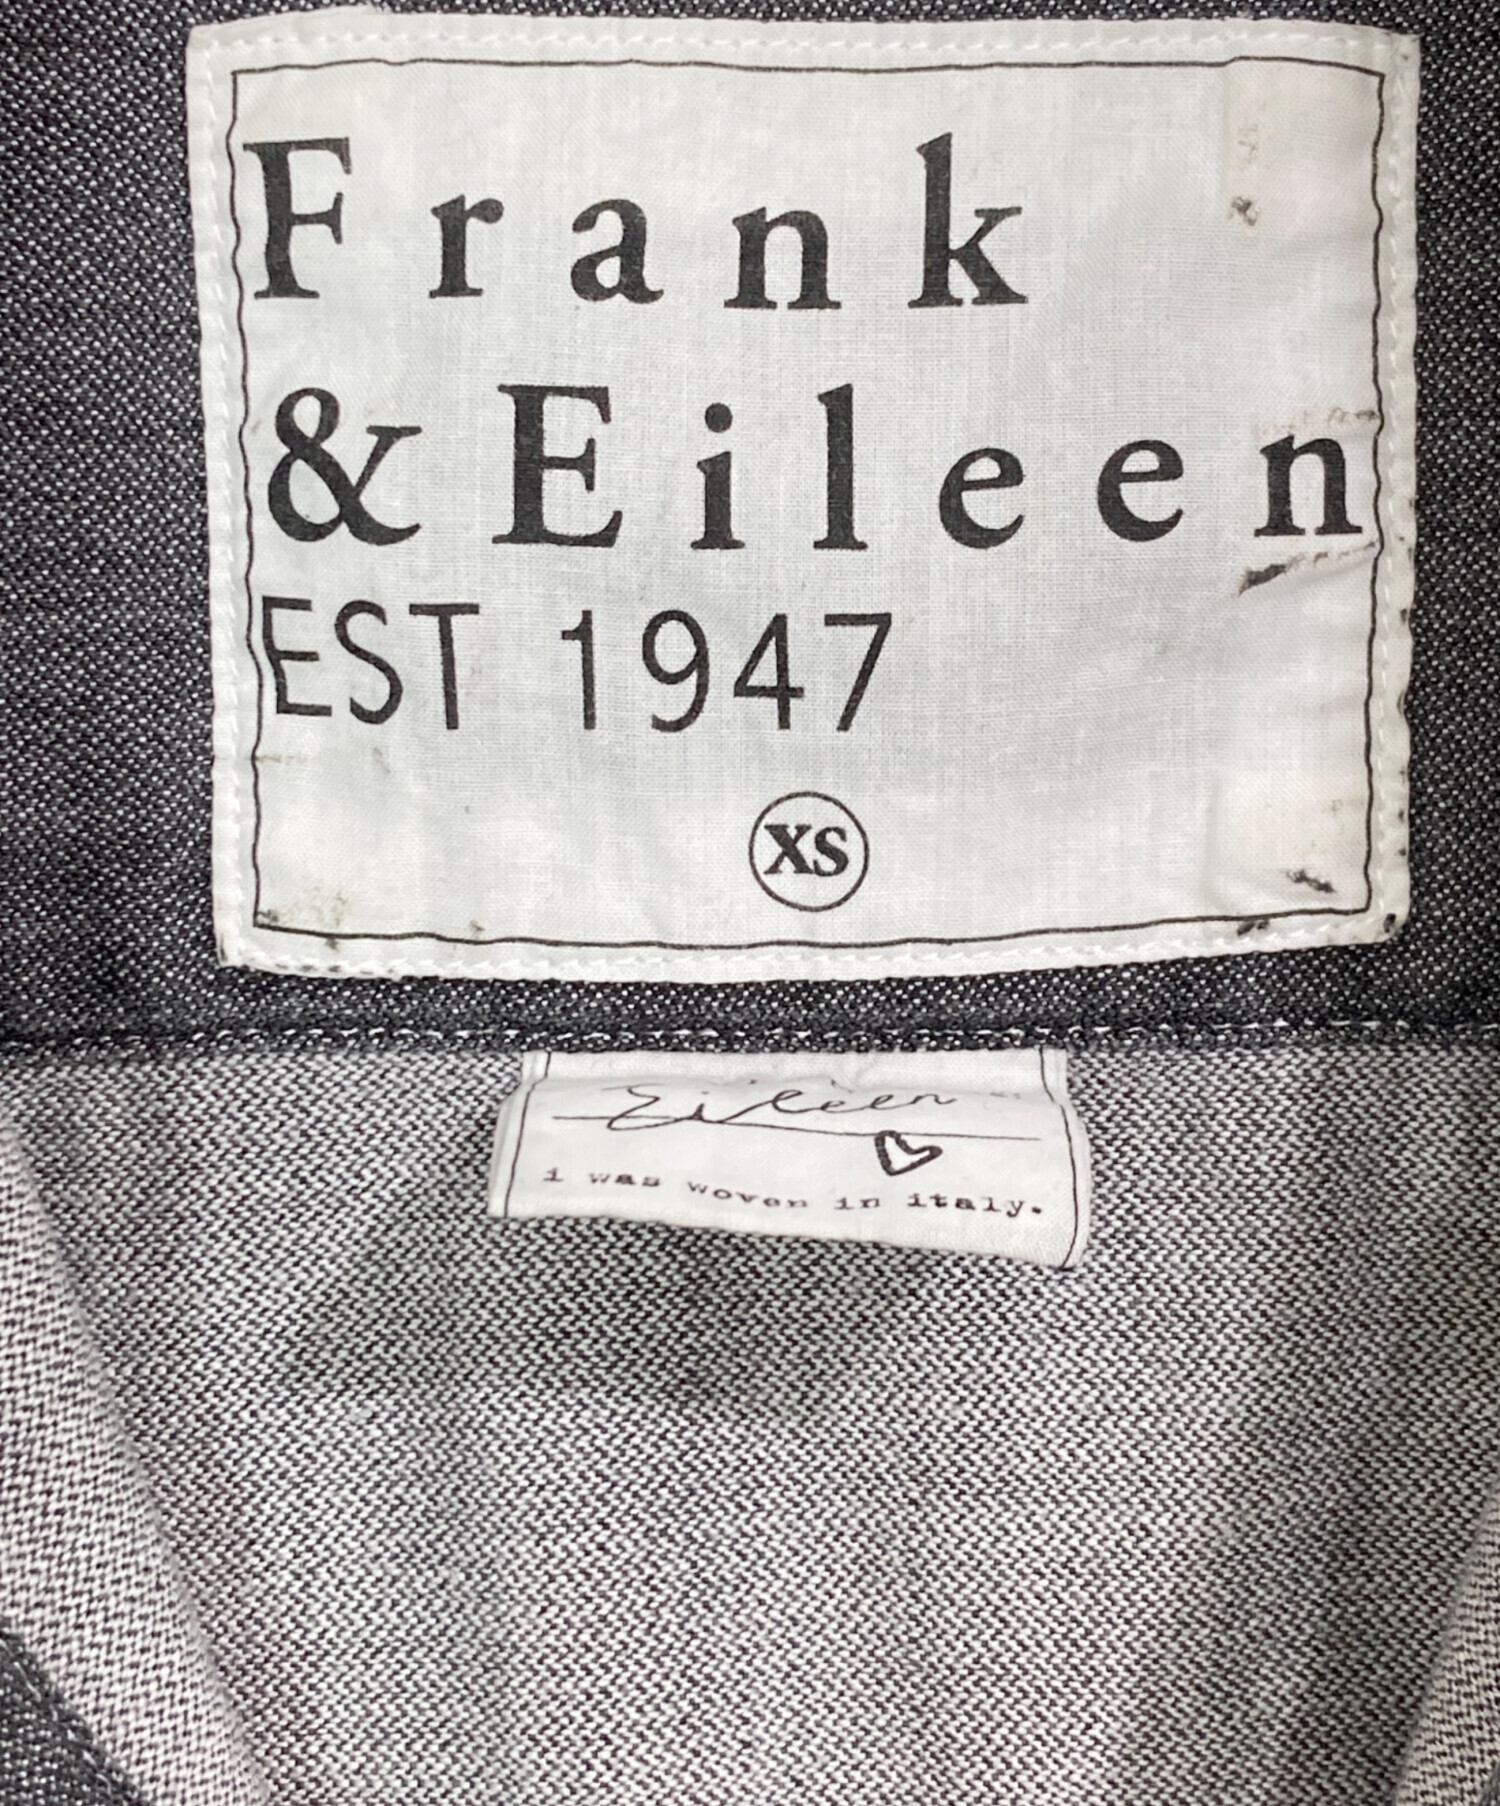 Frank
& Eileen
EST 1947
XS
Eileen
i was woven in italy.